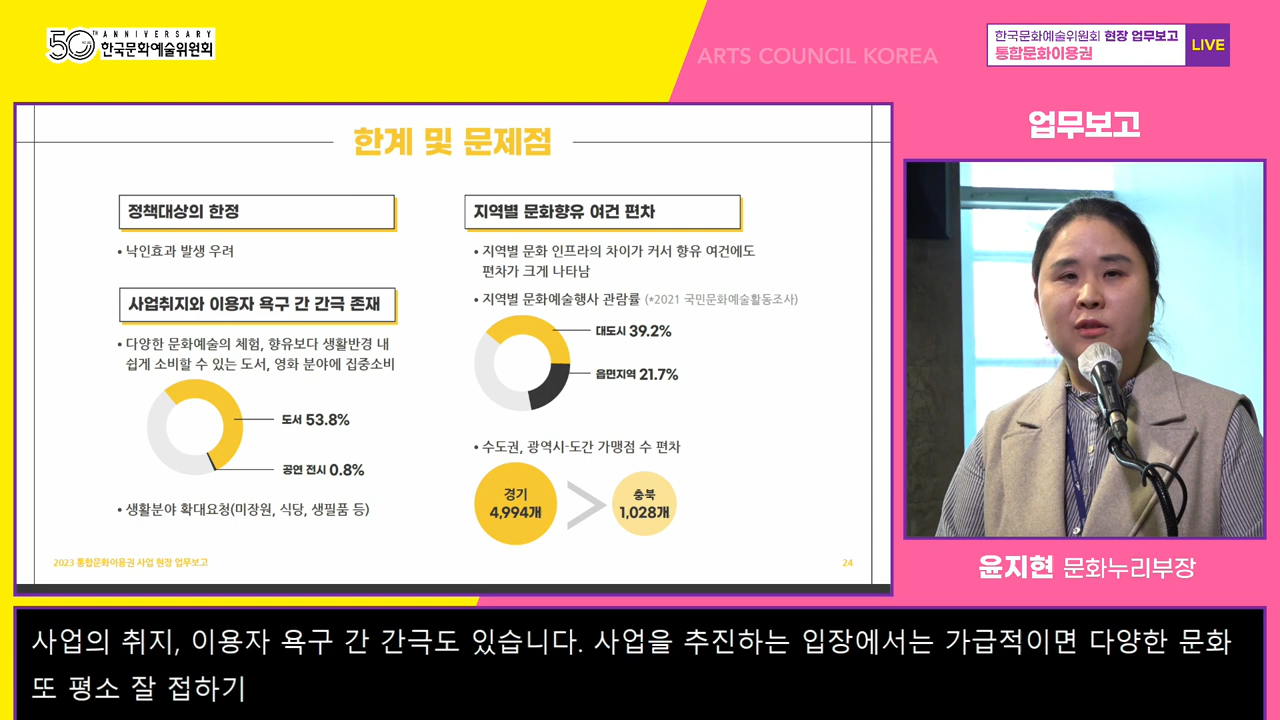 50TH ANNIVERSARY
한국문화예술위원회
ARTS COUNCIL KOREA
한국문화예술위원회 현장 업무보고
통합문화이용권
LIVE
한계 및 문제점
정책대상의 한정
• 낙인효과 발생 우려
사업취지와 이용자 욕구 간 간극 존재
• 다양한 문화예술의 체험, 향유보다 생활반경 내
쉽게 소비할 수 있는 도서, 영화 분야에 집중소비
도서 53.8%
공연 전시 0.8%
• 생활분야 확대요청(미장원, 식당, 생필품 등)
지역별 문화향유 여건 편차
• 지역별 문화 인프라의 차이가 커서 향유 여건에도
편차가 크게 나타남
• 지역별 문화예술행사 관람률 (*2021 국민문화예술활동조사)
대도시 39.2%
읍면지역 21.7%
• 수도권, 광역시-도간 가맹점 수 편차
경기
4,994개
충북
1,028개
2023 통합문화이용권 사업 현장 업무보고
24
업무보고
윤지현 문화누리부장
사업의 취지, 이용자 욕구 간 간극도 있습니다. 사업을 추진하는 입장에서는 가급적이면 다양한 문화
또 평소 잘 접하기